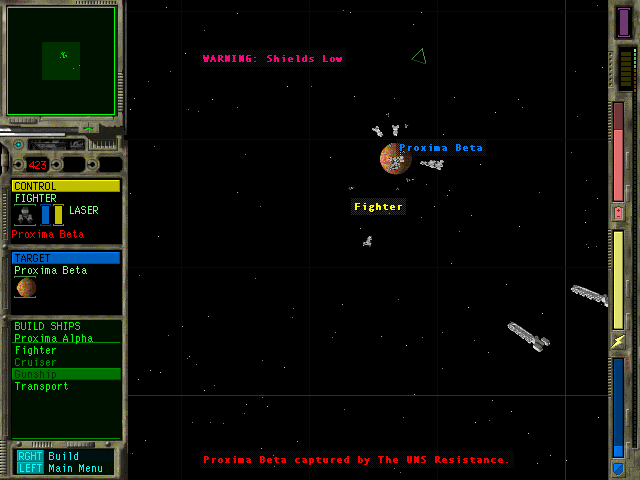 WARNING: Shields Low
Proxima Beta
Fighter
423
CONTROL
FIGHTER
LASER
Proxima Beta
TARGET
Proxima Beta
BUILD SHIPS
Proxima Alpha
Fighter
Cruiser
Gunship
Transport
RGHT Build
LEFT Main Menu
Proxima Beta captured by The UNS Resistance.